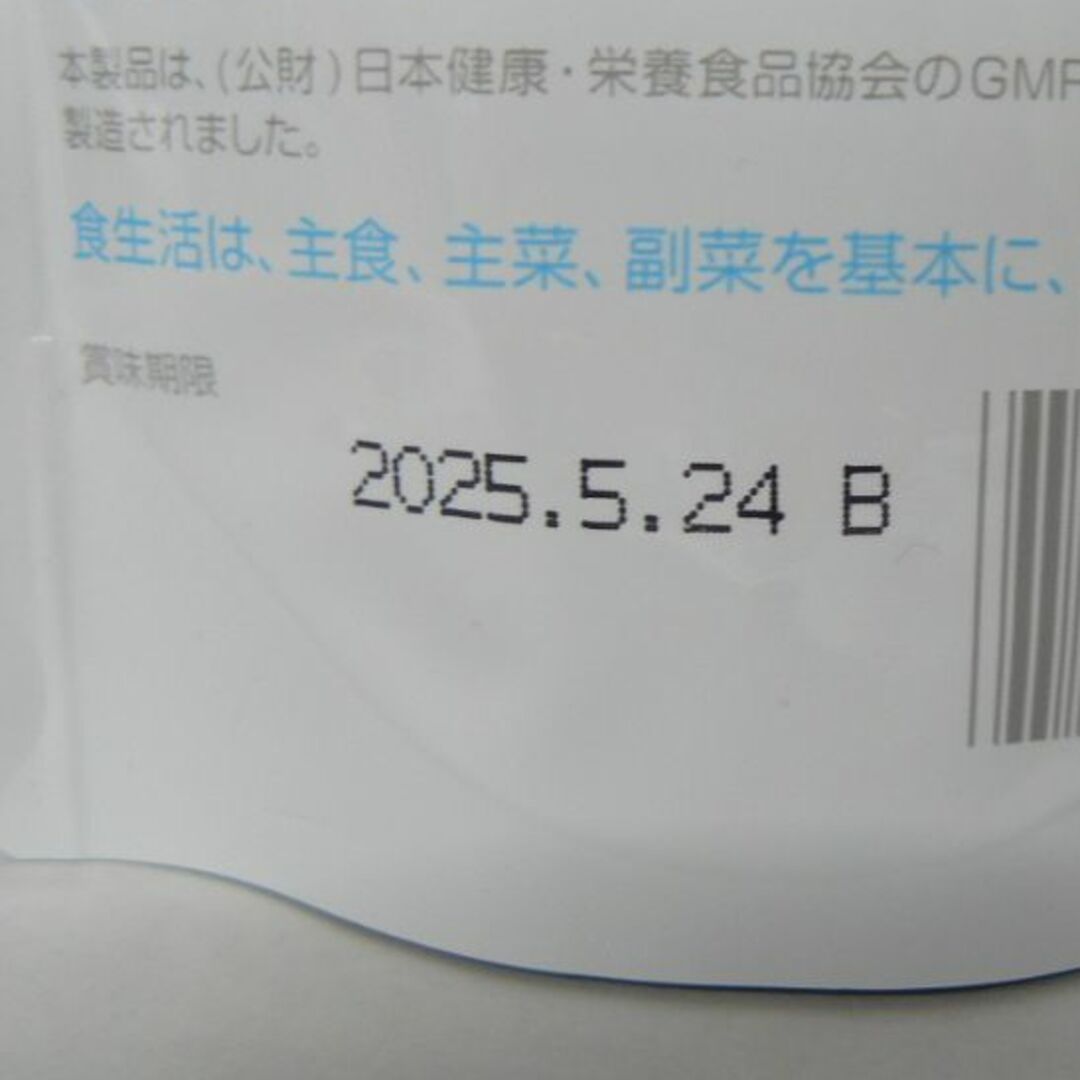 本製品は、(公財)日本健康・栄養食品協会のGMP
製造されました。
食生活は、主食、主菜、副菜を基本に、
賞味期限
2025.5.24 B